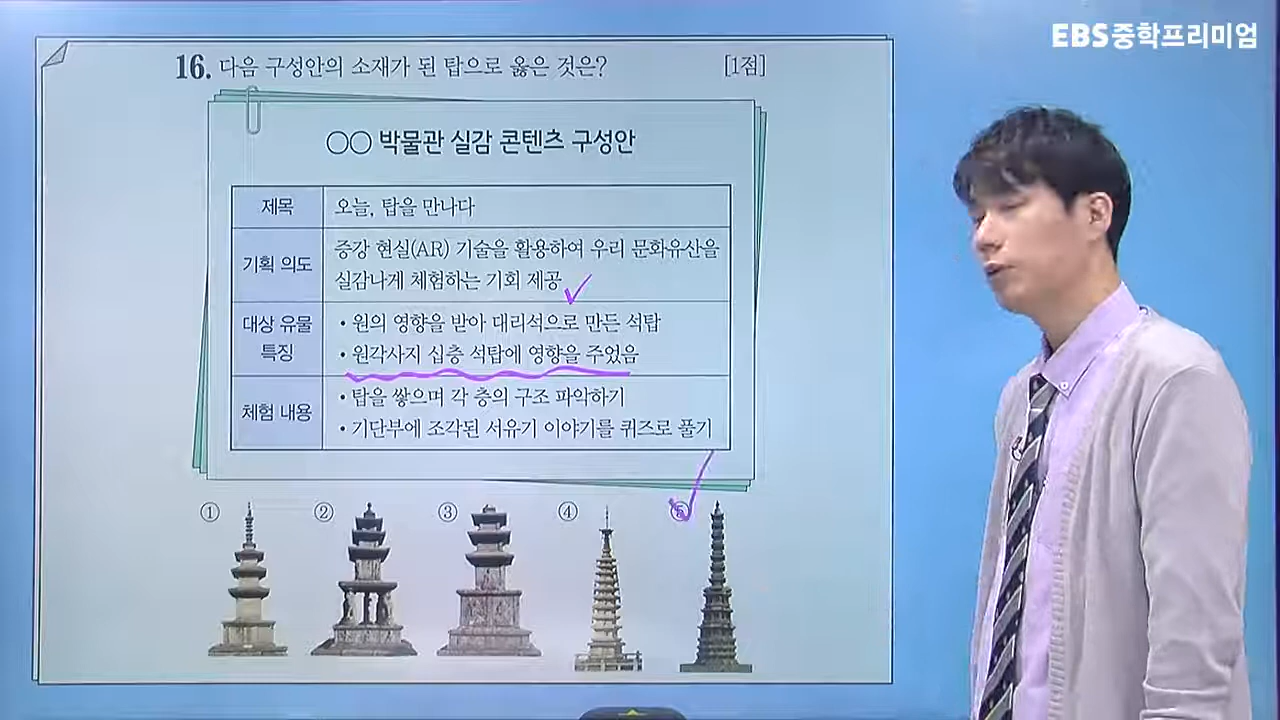 EBS중학프리미엄
16. 다음 구성안의 소재가 된 탑으로 옳은 것은? [1점]
○○ 박물관 실감 콘텐츠 구성안
제목 오늘, 탑을 만나다
기획 의도 증강 현실(AR) 기술을 활용하여 우리 문화유산을
실감나게 체험하는 기회 제공
대상 유물 특징
• 원의 영향을 받아 대리석으로 만든 석탑
• 원각사지 십층 석탑에 영향을 주었음
체험 내용
• 탑을 쌓으며 각 층의 구조 파악하기
• 기단부에 조각된 서유기 이야기를 퀴즈로 풀기
① ② ③ ④ ⑤